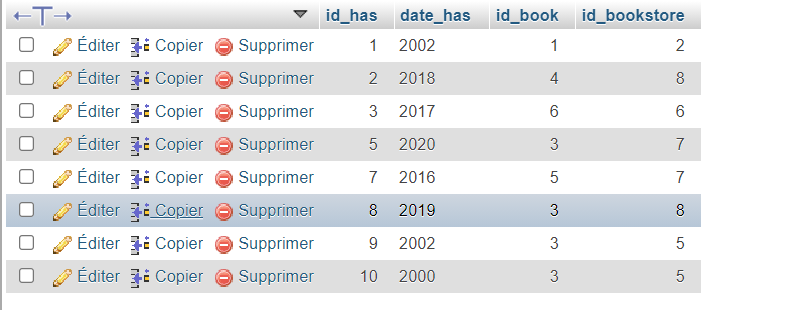 id_has date_has id_book id_bookstore
Éditer Copier Supprimer 1 2002 1 2
Éditer Copier Supprimer 2 2018 4 8
Éditer Copier Supprimer 3 2017 6 6
Éditer Copier Supprimer 5 2020 3 7
Éditer Copier Supprimer 7 2016 5 7
Éditer Copier Supprimer 8 2019 3 8
Éditer Copier Supprimer 9 2002 3 5
Éditer Copier Supprimer 10 2000 3 5